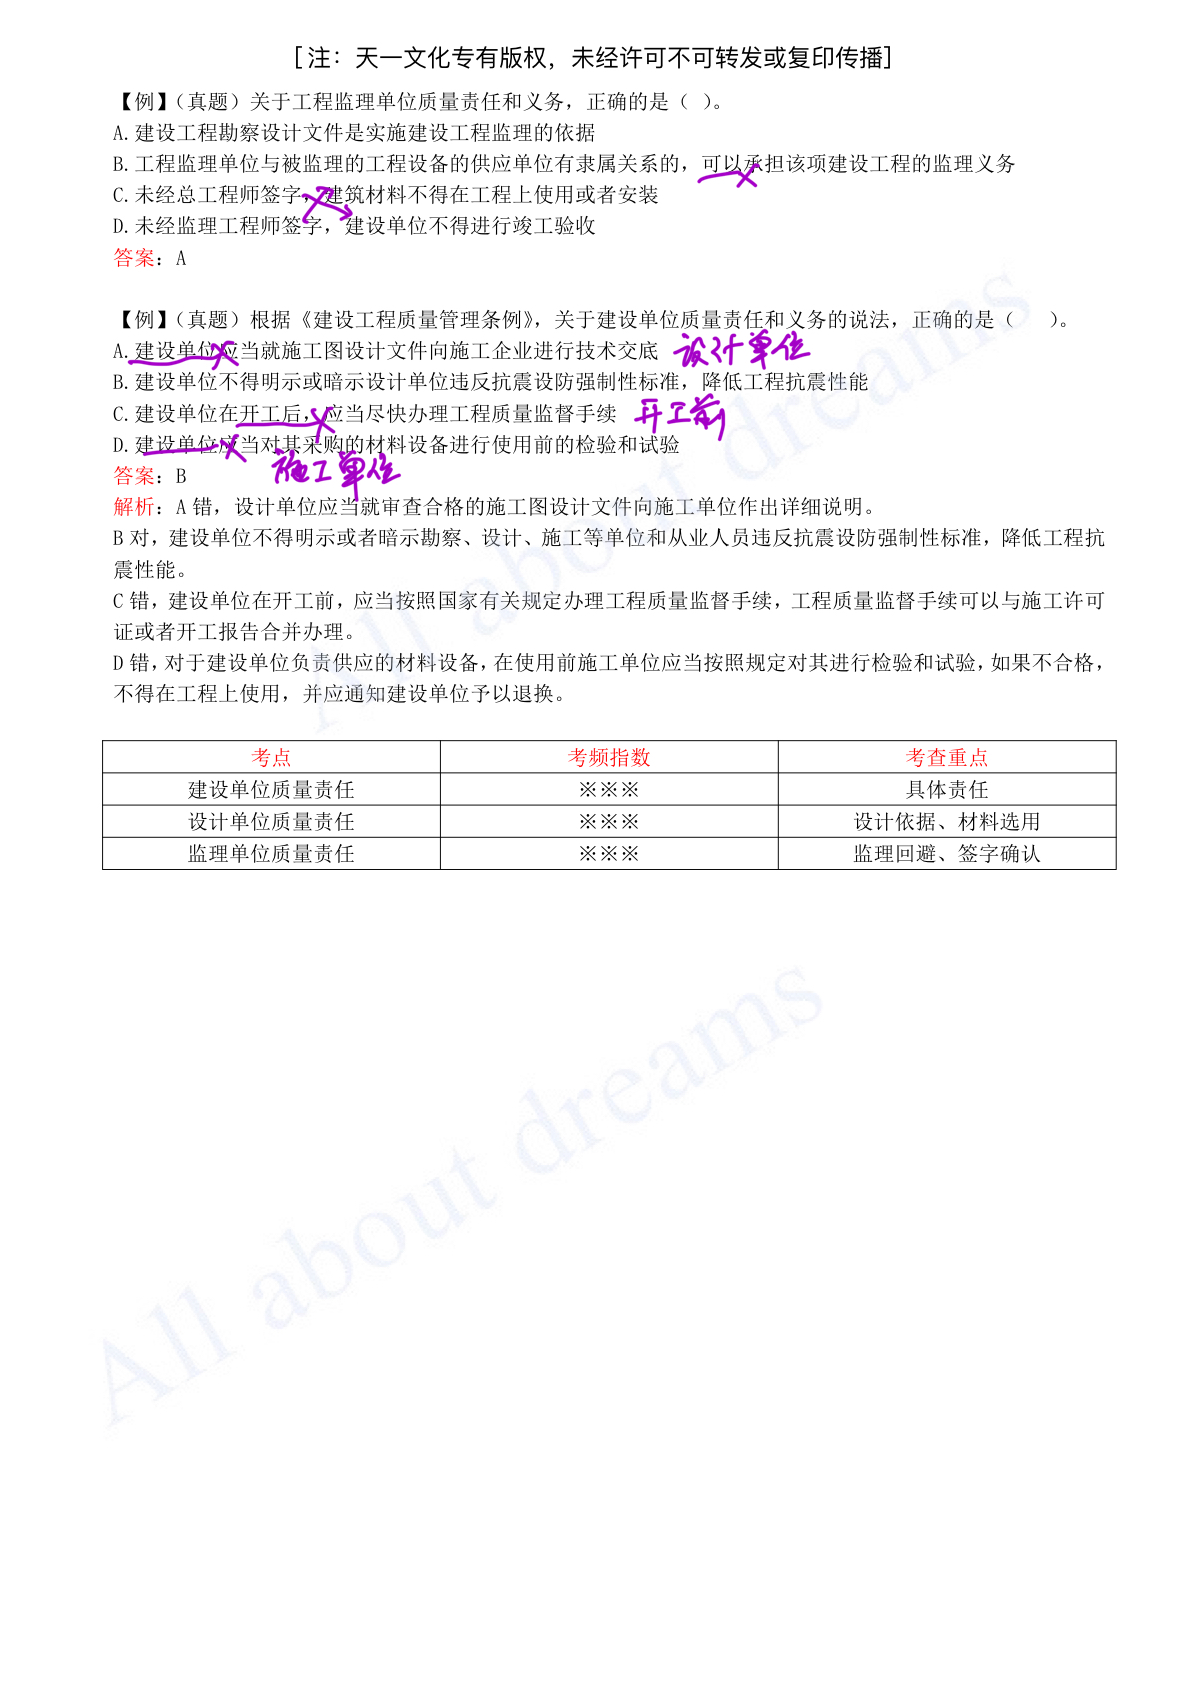 [注：天一文化专有版权，未经许可不可转发或复印传播]
【例】（真题）关于工程监理单位质量责任和义务，正确的是（ ）。
A.建设工程勘察设计文件是实施建设工程监理的依据
B.工程监理单位与被监理的工程设备的供应单位有隶属关系的，可以承担该项建设工程的监理义务
C.未经总工程师签字，建筑材料不得在工程上使用或者安装
D.未经监理工程师签字，建设单位不得进行竣工验收
答案：A
【例】（真题）根据《建设工程质量管理条例》，关于建设单位质量责任和义务的说法，正确的是（ ）。
A.建设单位应当就施工图设计文件向施工企业进行技术交底 设计单位
B.建设单位不得明示或暗示设计单位违反抗震设防强制性标准，降低工程抗震性能
C.建设单位在开工后，应当尽快办理工程质量监督手续 开工前
D.建设单位应当对其采购的材料设备进行使用前的检验和试验
答案：B 施工单位
解析：A 错，设计单位应当就审查合格的施工图设计文件向施工单位作出详细说明。
B 对，建设单位不得明示或者暗示勘察、设计、施工等单位和从业人员违反抗震设防强制性标准，降低工程抗
震性能。
C 错，建设单位在开工前，应当按照国家有关规定办理工程质量监督手续，工程质量监督手续可以与施工许可
证或者开工报告合并办理。
D 错，对于建设单位负责供应的材料设备，在使用前施工单位应当按照规定对其进行检验和试验，如果不合格，
不得在工程上使用，并应通知建设单位予以退换。
考点 考频指数 考查重点
建设单位质量责任 ※※※ 具体责任
设计单位质量责任 ※※※ 设计依据、材料选用
监理单位质量责任 ※※※ 监理回避、签字确认
All about dreams
All about dreams